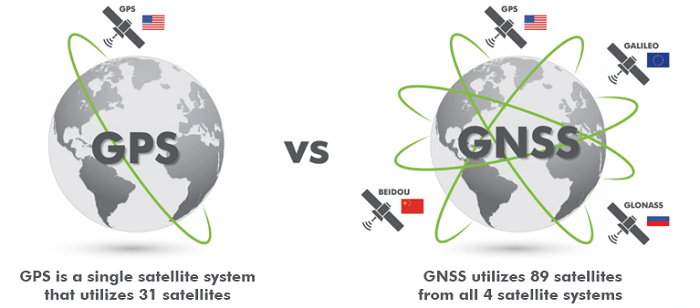 GPS
GPS
vs
GPS
GALILEO
GNSS
BEIDOU
GLONASS
GPS is a single satellite system
that utilizes 31 satellites
GNSS utilizes 89 satellites
from all 4 satellite systems